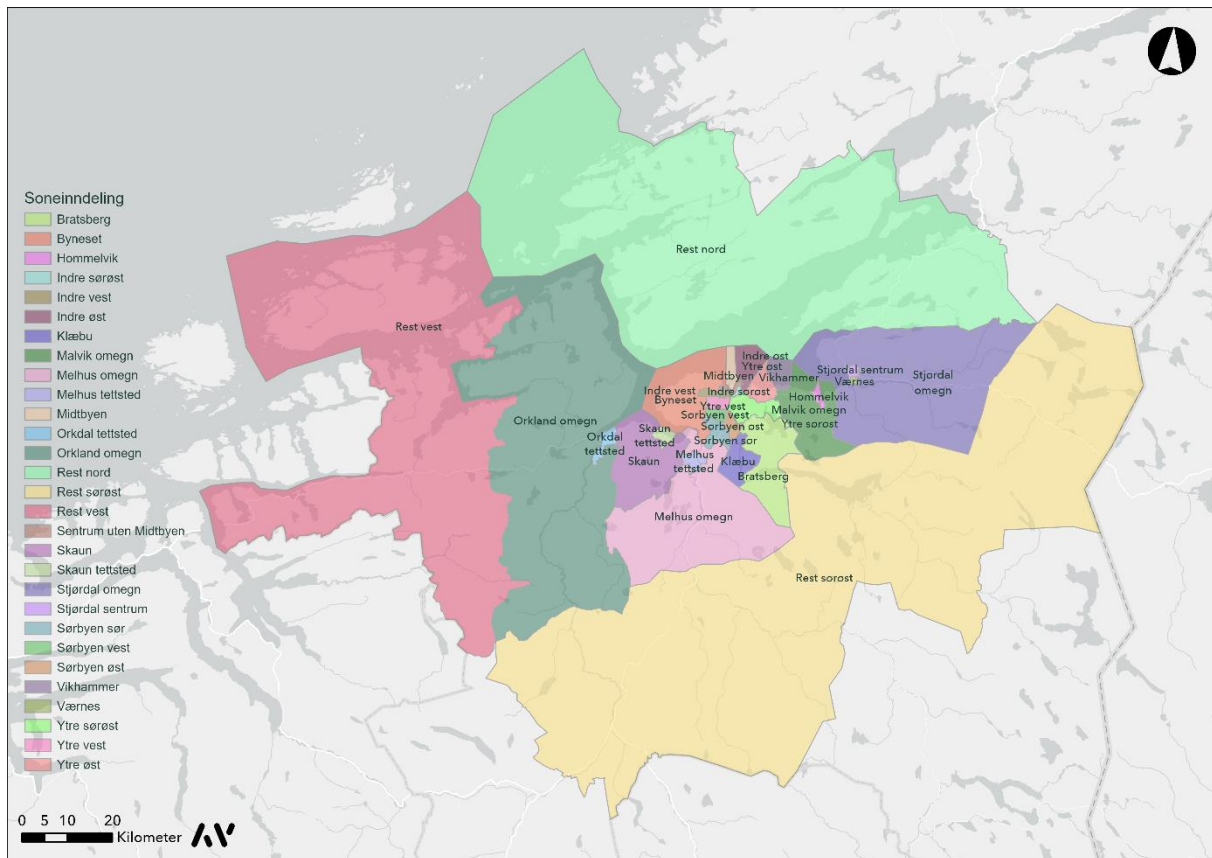 Soneinndeling
Bratsberg
Byneset
Hommelvik
Indre sørøst
Indre vest
Indre øst
Klæbu
Malvik omegn
Melhus omegn
Melhus tettsted
Midtbyen
Orkdal tettsted
Orkland omegn
Rest nord
Rest sørøst
Rest vest
Sentrum uten Midtbyen
Skaun
Skaun tettsted
Stjørdal omegn
Stjørdal sentrum
Sørbyen sør
Sørbyen vest
Sørbyen øst
Vikhammer
Værnes
Ytre sørøst
Ytre vest
Ytre øst
0 5 10 20
Kilometer
Rest nord
Rest vest
Orkland omegn
Indre øst
Ytre øst
Midtbyen
Vikhammer
Stjørdal sentrum
Værnes
Stjørdal
omegn
Indre vest
Indre sørøst
Byneset
Ytre vest
Hommelvik
Malvik omegn
Sørbyen vest
Ytre sørøst
Sørbyen øst
Skaun
tettsted
Orkdal
tettsted
Sørbyen sør
Skaun
Melhus
tettsted
Klæbu
Bratsberg
Melhus omegn
Rest sørøst